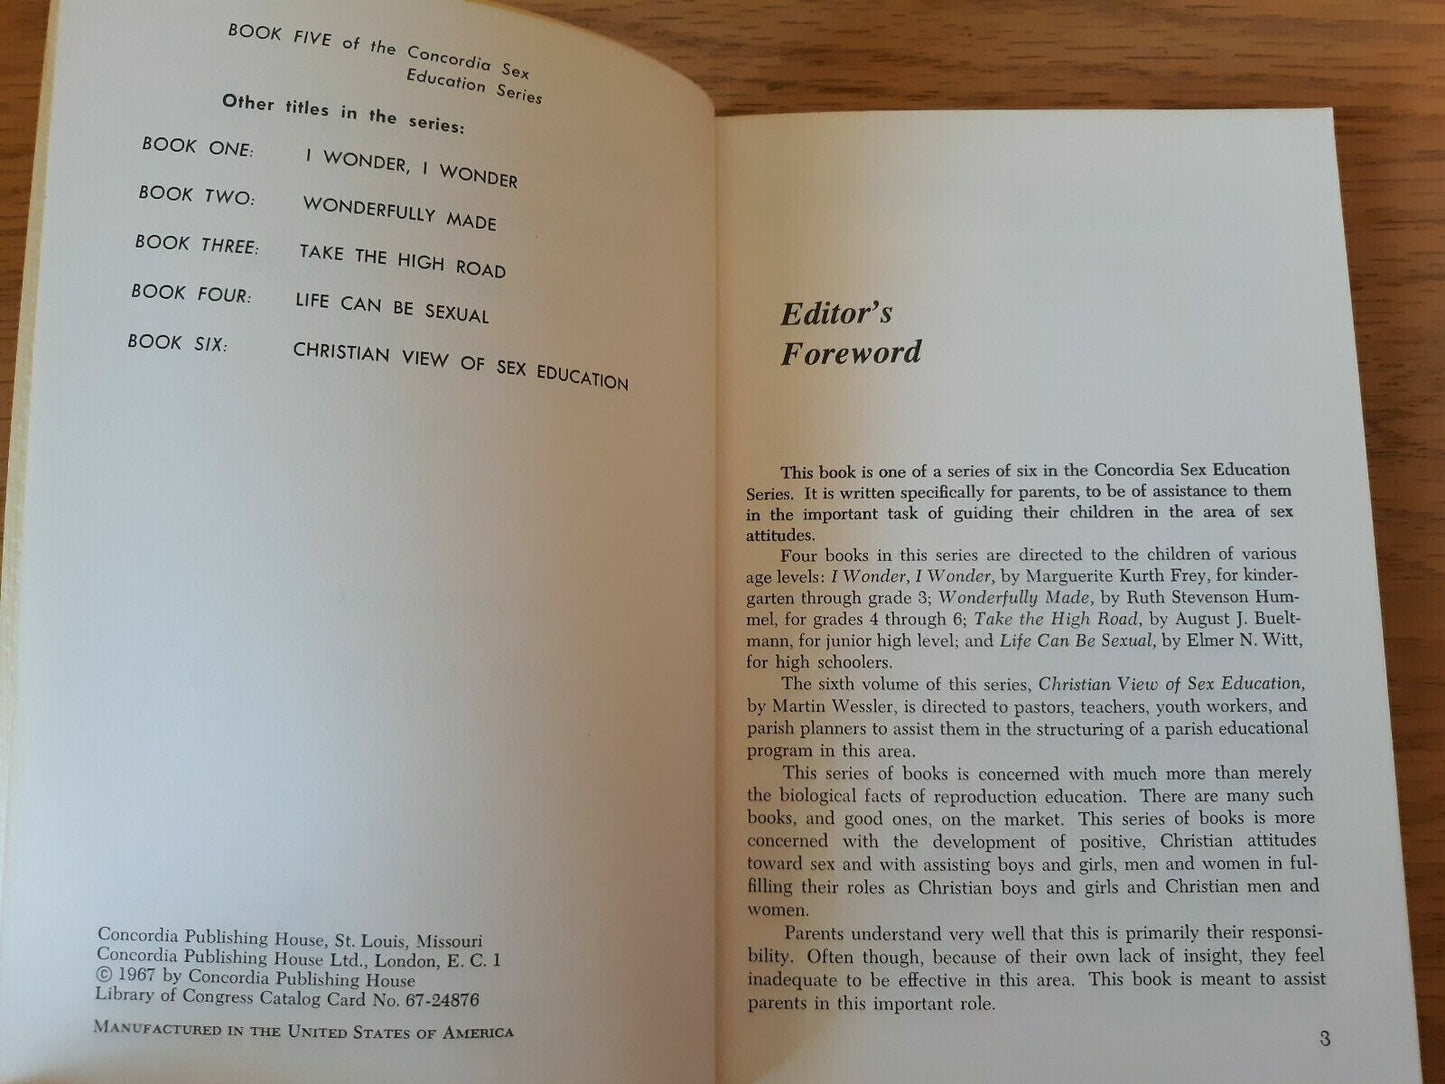 BOOK FIVE of the Concordia Sex
Education Series
Other titles in the series:
BOOK ONE: I WONDER, I WONDER
BOOK TWO: WONDERFULLY MADE
BOOK THREE: TAKE THE HIGH ROAD
BOOK FOUR: LIFE CAN BE SEXUAL
BOOK SIX: CHRISTIAN VIEW OF SEX EDUCATION
Concordia Publishing House, St. Louis, Missouri
Concordia Publishing House Ltd., London, E. C. 1
© 1967 by Concordia Publishing House
Library of Congress Catalog Card No. 67-24876
MANUFACTURED IN THE UNITED STATES OF AMERICA
Editor's
Foreword
This book is one of a series of six in the Concordia Sex Education
Series. It is written specifically for parents, to be of assistance to them
in the important task of guiding their children in the area of sex
attitudes.
Four books in this series are directed to the children of various
age levels: I Wonder, I Wonder, by Marguerite Kurth Frey, for kinder-
garten through grade 3; Wonderfully Made, by Ruth Stevenson Hum-
mel, for grades 4 through 6; Take the High Road, by August J. Buelt-
mann, for junior high level; and Life Can Be Sexual, by Elmer N. Witt,
for high schoolers.
The sixth volume of this series, Christian View of Sex Education,
by Martin Wessler, is directed to pastors, teachers, youth workers, and
parish planners to assist them in the structuring of a parish educational
program in this area.
This series of books is concerned with much more than merely
the biological facts of reproduction education. There are many such
books, and good ones, on the market. This series of books is more
concerned with the development of positive, Christian attitudes
toward sex and with assisting boys and girls, men and women in ful-
filling their roles as Christian boys and girls and Christian men and
women.
Parents understand very well that this is primarily their responsi-
bility. Often though, because of their own lack of insight, they feel
inadequate to be effective in this area. This book is meant to assist
parents in this important role.
3